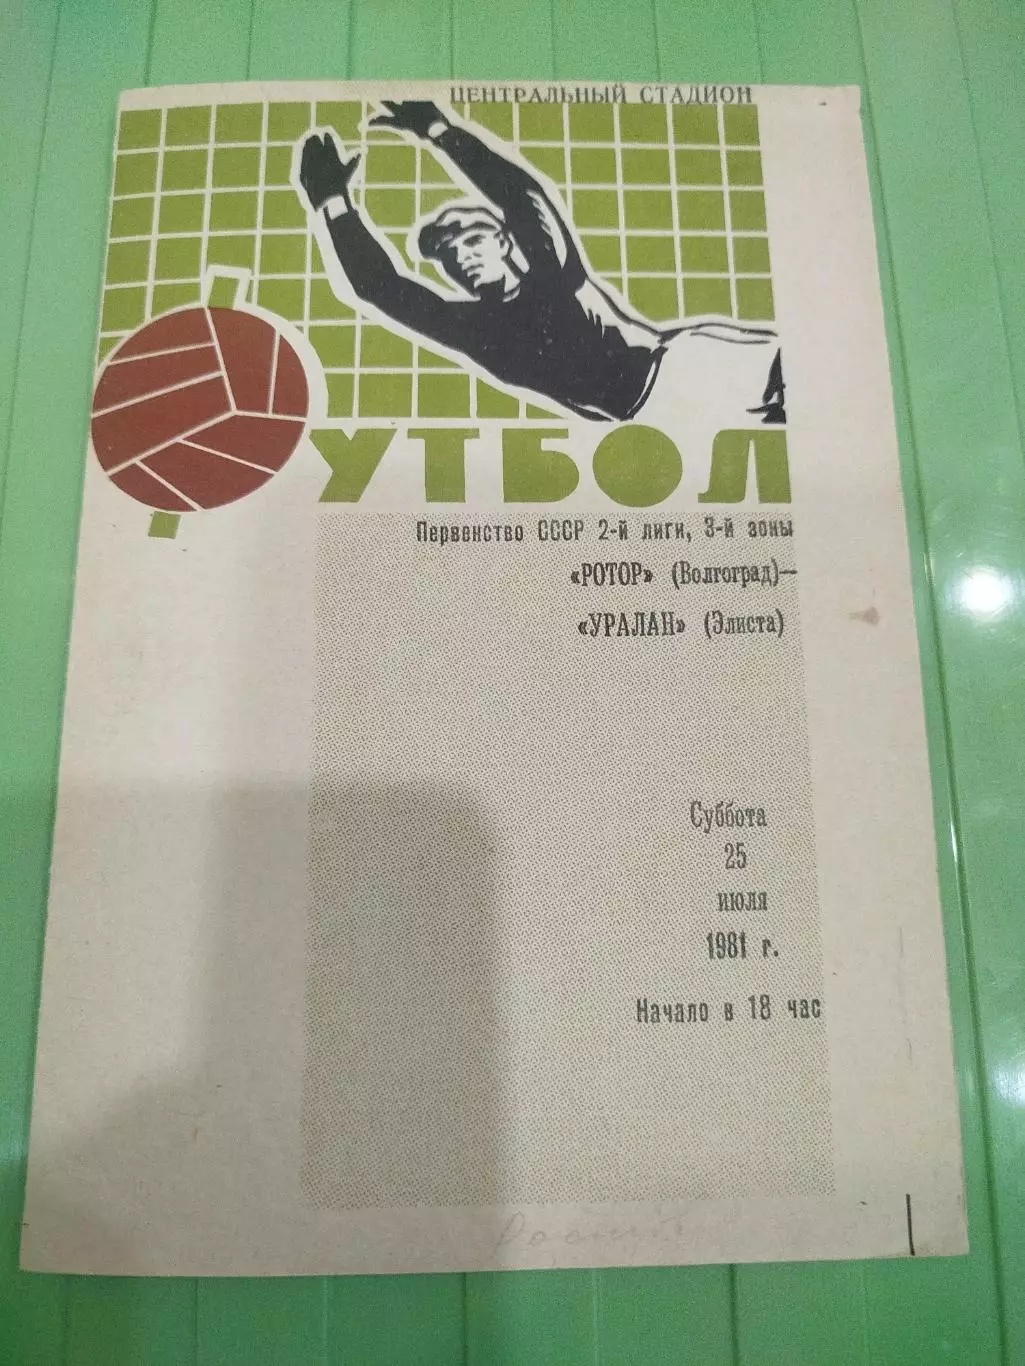 ЦЕНТРАЛЬНЫЙ СТАДИОН
ФУТБОЛ
Первенство СССР 2-й лиги, 3-й зоны
«РОТОР» (Волгоград)—
«УРАЛАН» (Элиста)
Суббота
25
июля
1981 г.
Начало в 18 час